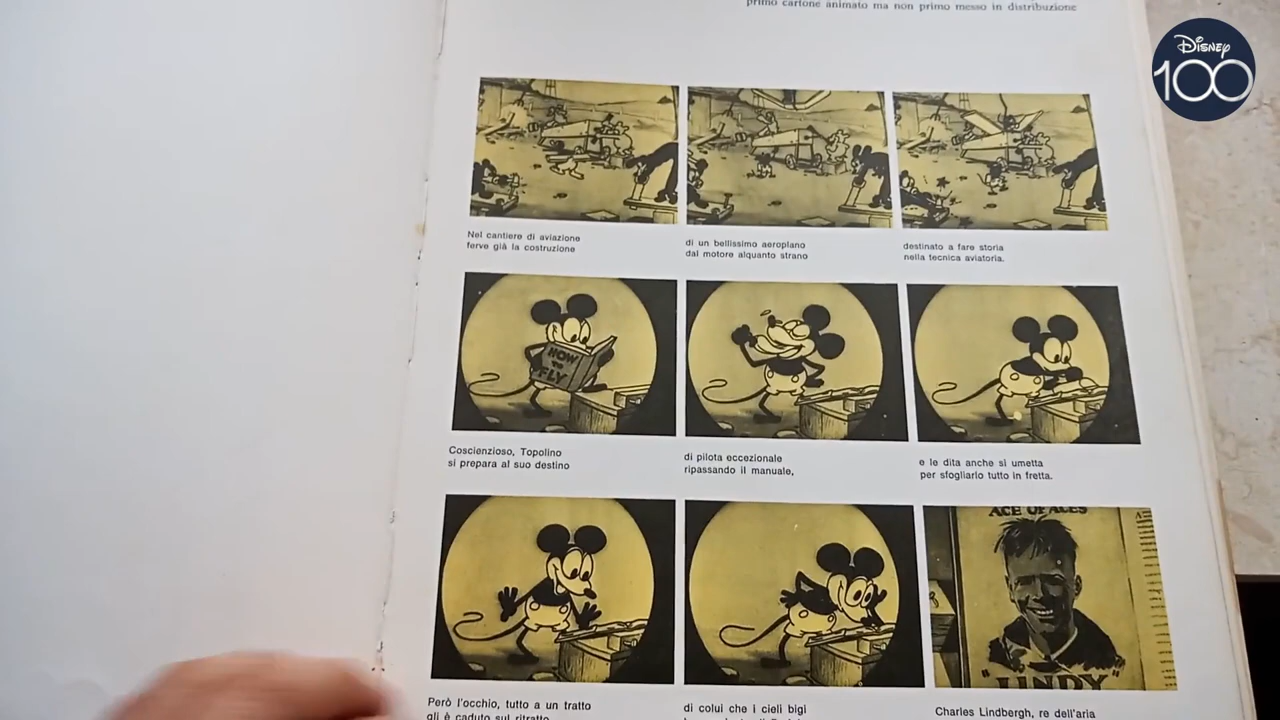 primo cartone animato ma non primo messo in distribuzione
Disney
100
Nel cantiere di aviazione
ferve già la costruzione
di un bellissimo aeroplano
dal motore alquanto strano
destinato a fare storia
nella tecnica aviatoria.
HOW
TO
FLY
Coscienzioso, Topolino
si prepara al suo destino
di pilota eccezionale
ripassando il manuale,
e le dita anche si umetta
per sfogliarlo tutto in fretta.
ACE OF ACES
"LINDY"
Però l'occhio, tutto a un tratto
gli è caduto sul ritratto
di colui che i cieli bigi
Charles Lindbergh, re dell'aria